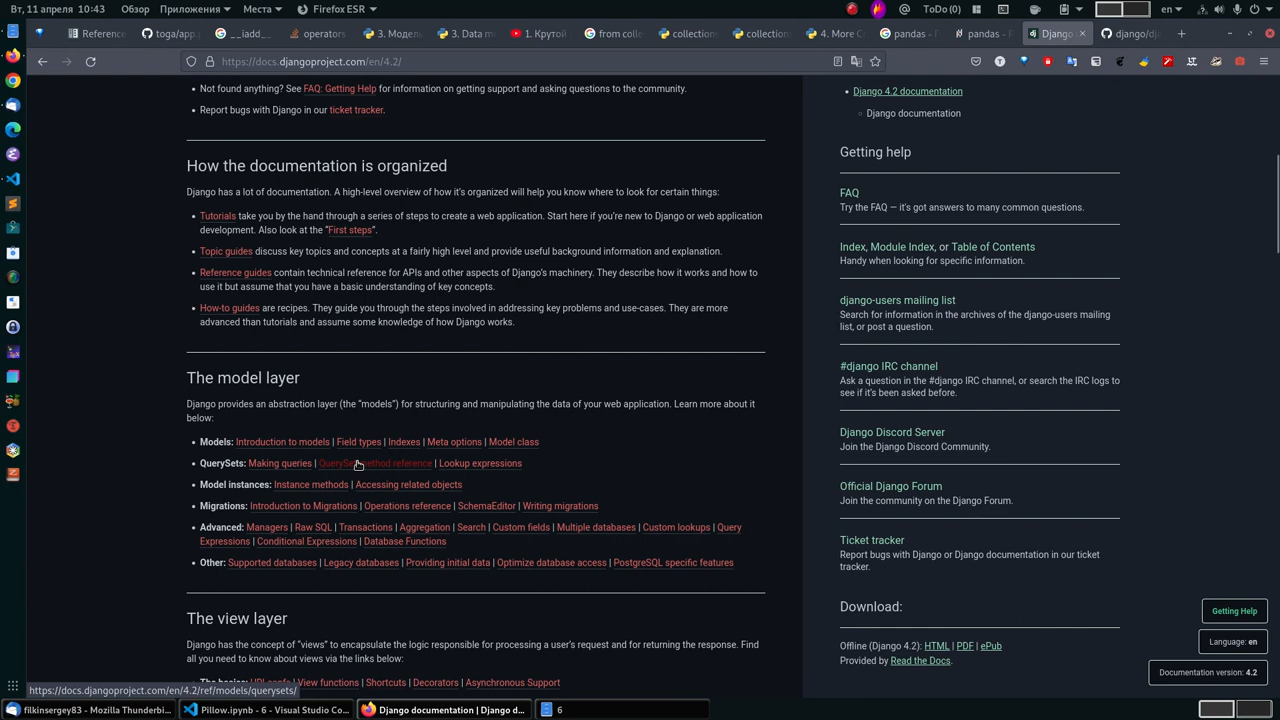 Вт, 11 апреля 10:43
Обзор
Приложения
Места
Firefox ESR
ToDo (0)
en
Reference
toga/app.
__iadd__
operators
3. Модель
3. Data m
1. Крутой
from col
collections
collections
4. More C
pandas - 
pandas - 
Django
django/dj
https://docs.djangoproject.com/en/4.2/
• Not found anything? See FAQ: Getting Help for information on getting support and asking questions to the community.
• Report bugs with Django in our ticket tracker.
How the documentation is organized
Django has a lot of documentation. A high-level overview of how it's organized will help you know where to look for certain things:
• Tutorials take you by the hand through a series of steps to create a web application. Start here if you're new to Django or web application
development. Also look at the "First steps".
• Topic guides discuss key topics and concepts at a fairly high level and provide useful background information and explanation.
• Reference guides contain technical reference for APIs and other aspects of Django's machinery. They describe how it works and how to
use it but assume that you have a basic understanding of key concepts.
• How-to guides are recipes. They guide you through the steps involved in addressing key problems and use-cases. They are more
advanced than tutorials and assume some knowledge of how Django works.
The model layer
Django provides an abstraction layer (the "models") for structuring and manipulating the data of your web application. Learn more about it
below:
• Models: Introduction to models | Field types | Indexes | Meta options | Model class
• QuerySets: Making queries | QuerySet method reference | Lookup expressions
• Model instances: Instance methods | Accessing related objects
• Migrations: Introduction to Migrations | Operations reference | SchemaEditor | Writing migrations
• Advanced: Managers | Raw SQL | Transactions | Aggregation | Search | Custom fields | Multiple databases | Custom lookups | Query
Expressions | Conditional Expressions | Database Functions
• Other: Supported databases | Legacy databases | Providing initial data | Optimize database access | PostgreSQL specific features
The view layer
Django has the concept of "views" to encapsulate the logic responsible for processing a user's request and for returning the response. Find
all you need to know about views via the links below:
View functions | Shortcuts | Decorators | Asynchronous Support
• Django 4.2 documentation
Django documentation
Getting help
FAQ
Try the FAQ — it's got answers to many common questions.
Index, Module Index, or Table of Contents
Handy when looking for specific information.
django-users mailing list
Search for information in the archives of the django-users mailing
list, or post a question.
#django IRC channel
Ask a question in the #django IRC channel, or search the IRC logs to
see if it's been asked before.
Django Discord Server
Join the Django Discord Community.
Official Django Forum
Join the community on the Django Forum.
Ticket tracker
Report bugs with Django or Django documentation in our ticket
tracker.
Download:
Offline (Django 4.2): HTML | PDF | ePub
Provided by Read the Docs.
Getting Help
Language: en
Documentation version: 4.2
https://docs.djangoproject.com/en/4.2/ref/models/querysets/
filkinsergey83 - Mozilla Thunderbi...
Pillow.ipynb - 6 - Visual Studio Co...
Django documentation | Django d...
6